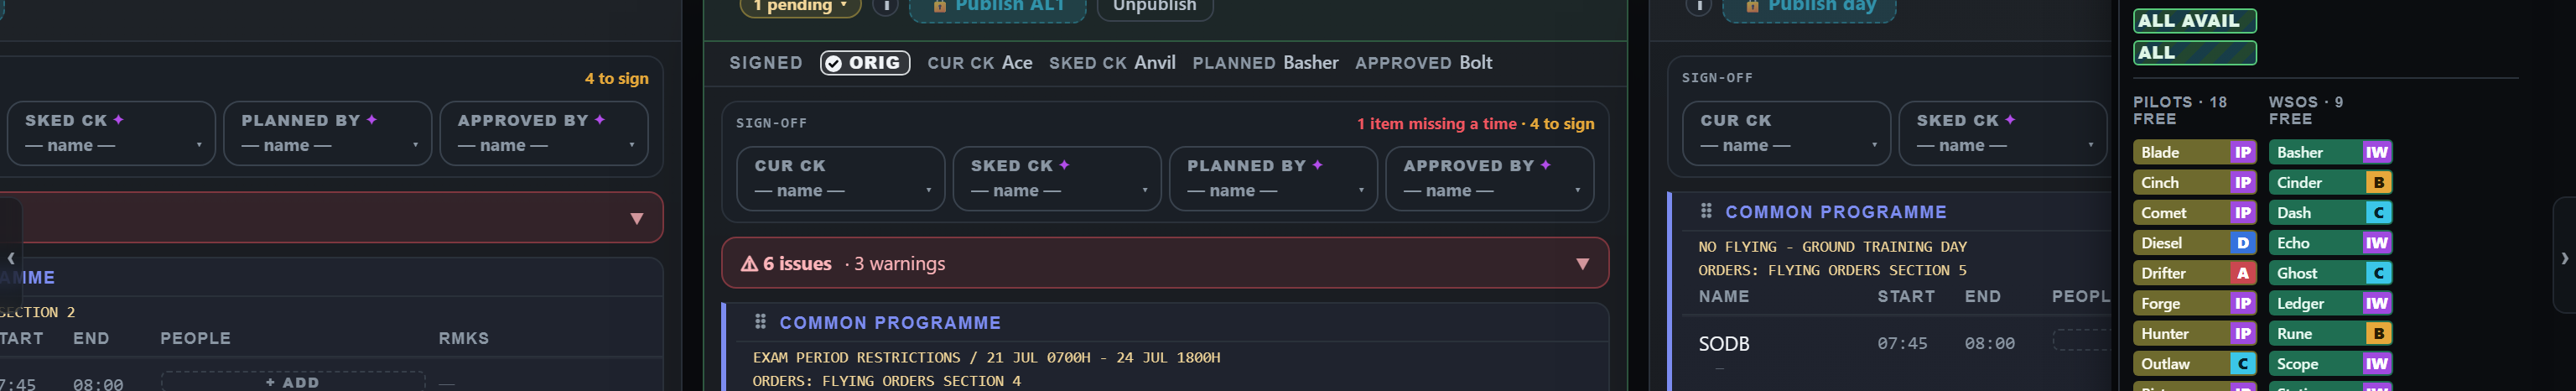 4 to sign
SKED CK ✦
— name —
PLANNED BY ✦
— name —
APPROVED BY ✦
— name —
SECTION 2
END
PEOPLE
RMKS
08:00
+ ADD
—
1 pending
i
Publish AL1
Unpublish
SIGNED ORIG CUR CK Ace SKED CK Anvil PLANNED BY Basher APPROVED Bolt
SIGN-OFF
1 item missing a time · 4 to sign
CUR CK
— name —
SKED CK ✦
— name —
PLANNED BY ✦
— name —
APPROVED BY ✦
— name —
6 issues · 3 warnings
COMMON PROGRAMME
EXAM PERIOD RESTRICTIONS / 21 JUL 0700H - 24 JUL 1800H
ORDERS: FLYING ORDERS SECTION 4
i
Publish day
SIGN-OFF
CUR CK
— name —
SKED CK ✦
— name —
COMMON PROGRAMME
NO FLYING - GROUND TRAINING DAY
ORDERS: FLYING ORDERS SECTION 5
NAME START END
SODB 07:45 08:00
—
ALL AVAIL
ALL
PILOTS · 18 FREE
WSOS · 9 FREE
Blade IP
Basher IW
Cinch IP
Cinder B
Comet IP
Dash C
Diesel D
Echo IW
Drifter A
Ghost C
Forge IP
Ledger IW
Hunter IP
Rune B
Outlaw C
Scope IW